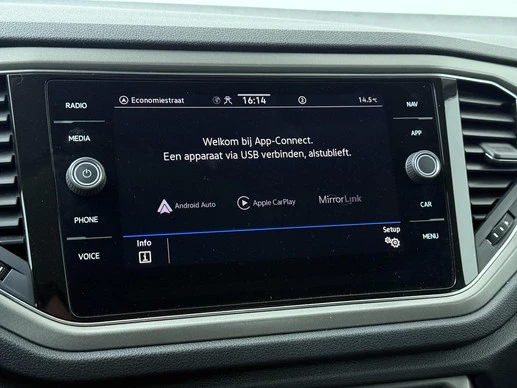 RADIO
MEDIA
PHONE
VOICE
Economiestraat
16:14
14.5°C
Welkom bij App-Connect.
Een apparaat via USB verbinden, alstublieft.
Android Auto
Apple CarPlay
MirrorLink
Info
Setup
NAV
APP
CAR
MENU